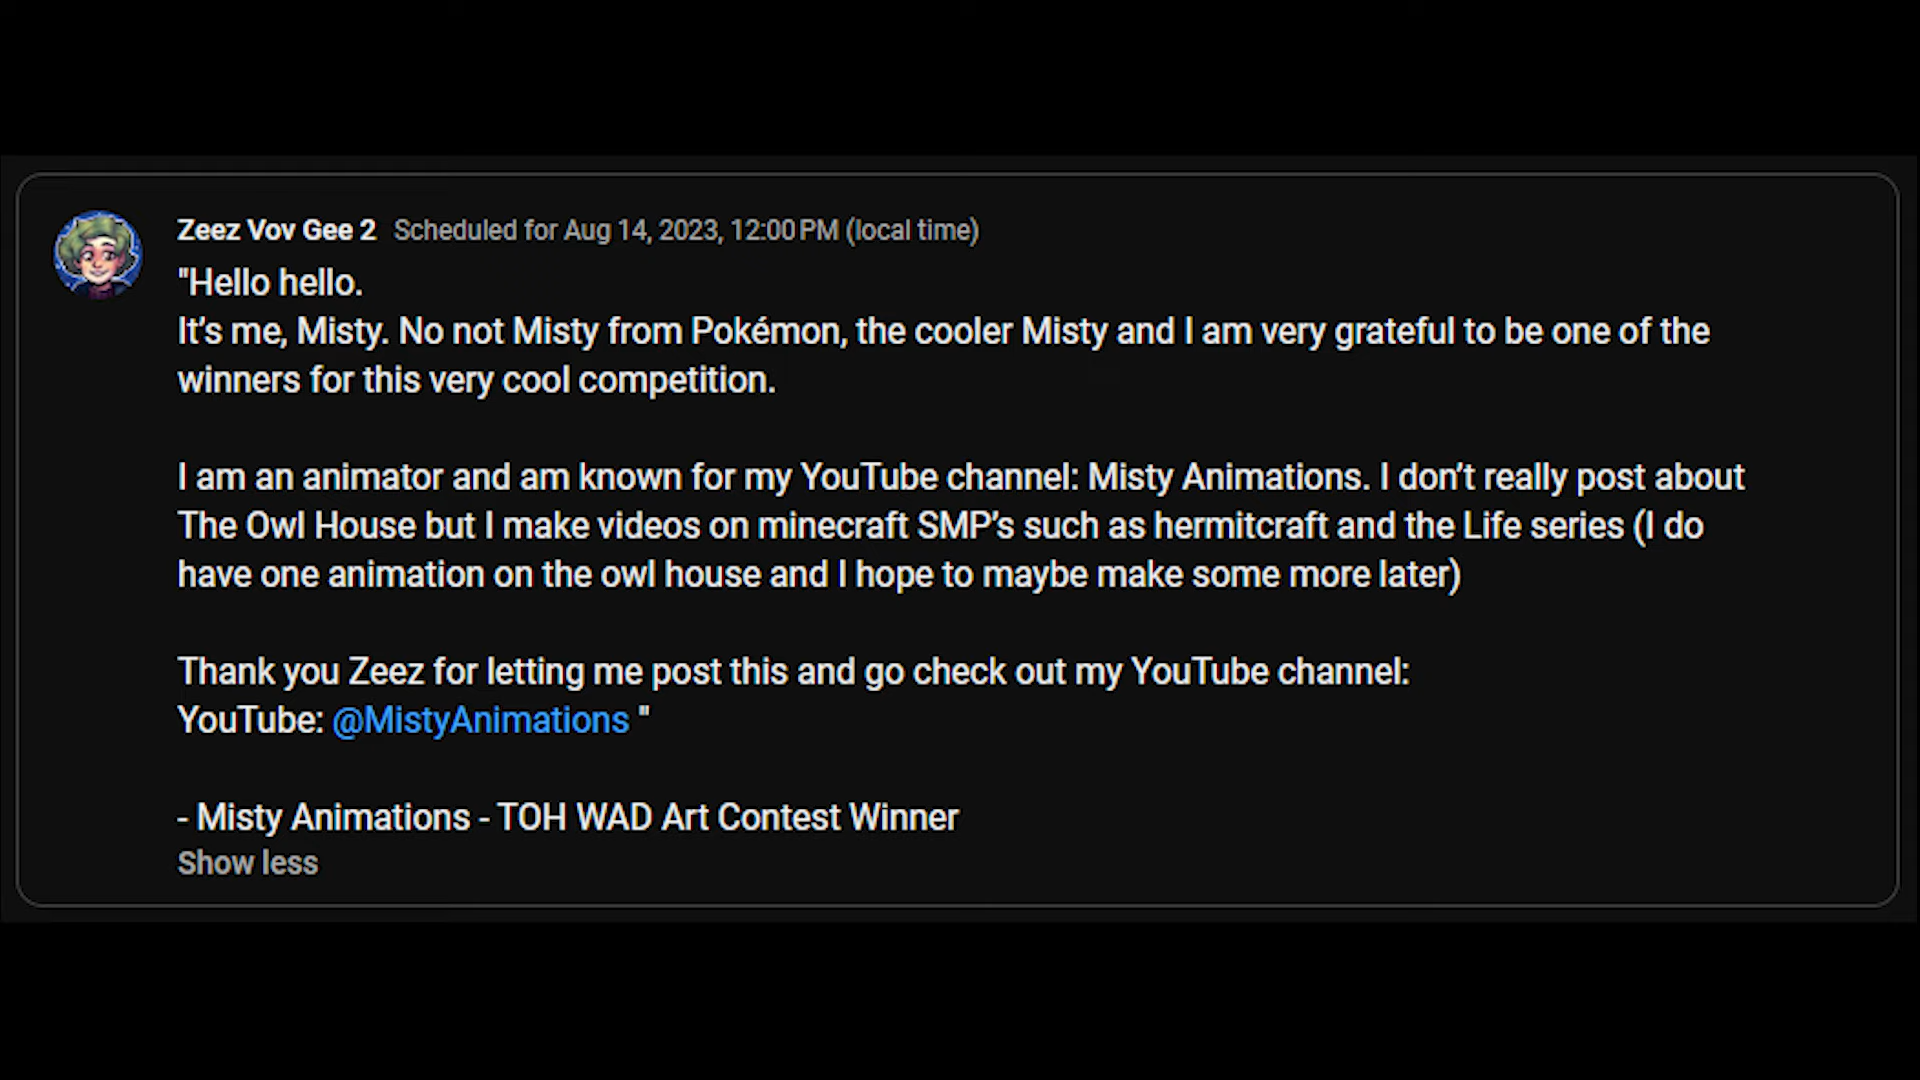 Zeez Vov Gee 2 Scheduled for Aug 14, 2023, 12:00 PM (local time)
"Hello hello.
It’s me, Misty. No not Misty from Pokémon, the cooler Misty and I am very grateful to be one of the
winners for this very cool competition.
I am an animator and am known for my YouTube channel: Misty Animations. I don’t really post about
The Owl House but I make videos on minecraft SMP’s such as hermitcraft and the Life series (I do
have one animation on the owl house and I hope to maybe make some more later)
Thank you Zeez for letting me post this and go check out my YouTube channel:
YouTube: @MistyAnimations "
- Misty Animations - TOH WAD Art Contest Winner
Show less